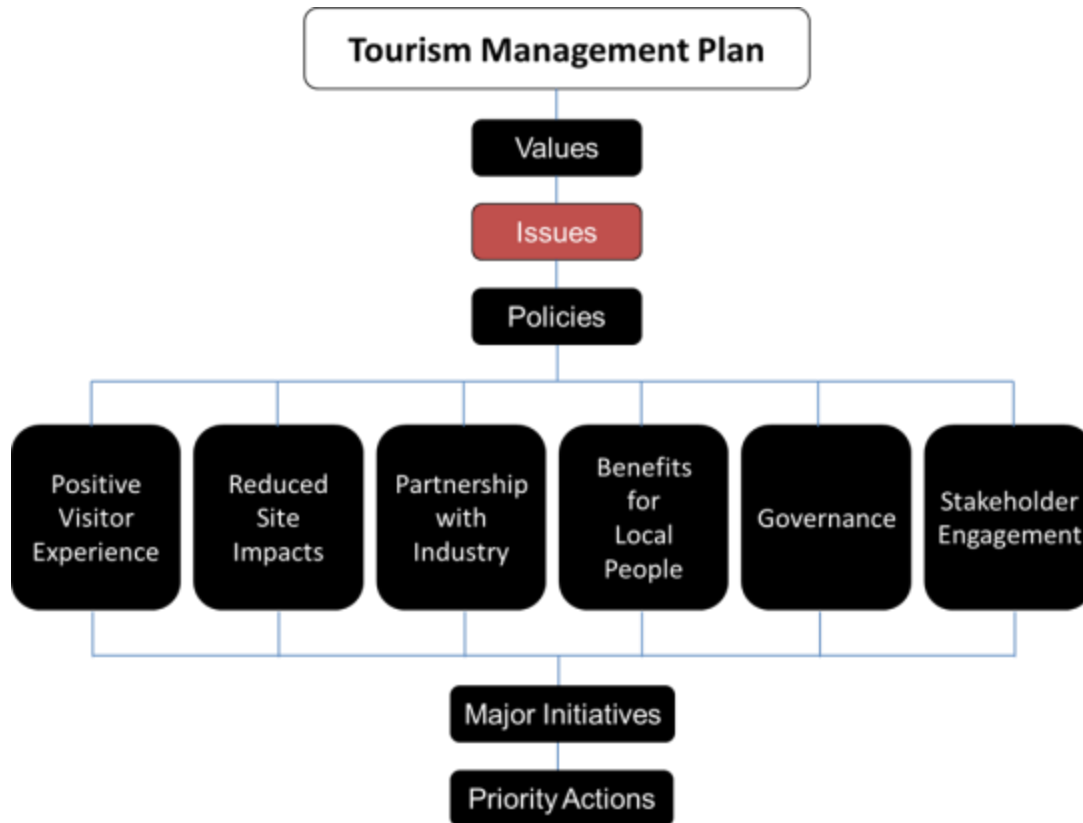 Tourism Management Plan
Values
Issues
Policies
Positive
Visitor
Experience
Reduced
Site
Impacts
Partnership
with
Industry
Benefits
for
Local
People
Governance
Stakeholder
Engagement
Major Initiatives
Priority Actions